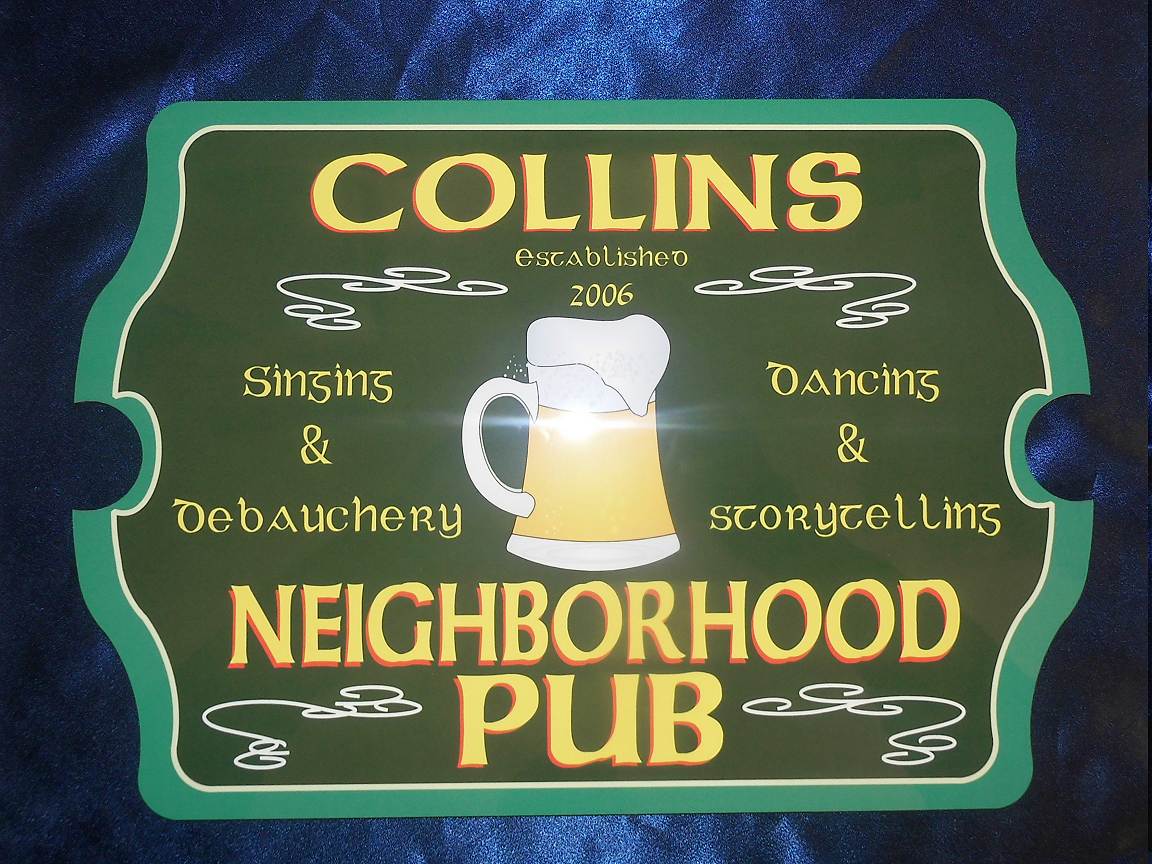 COLLINS
Established
2006
Singing
&
Debauchery
Dancing
&
Storytelling
NEIGHBORHOOD
PUB